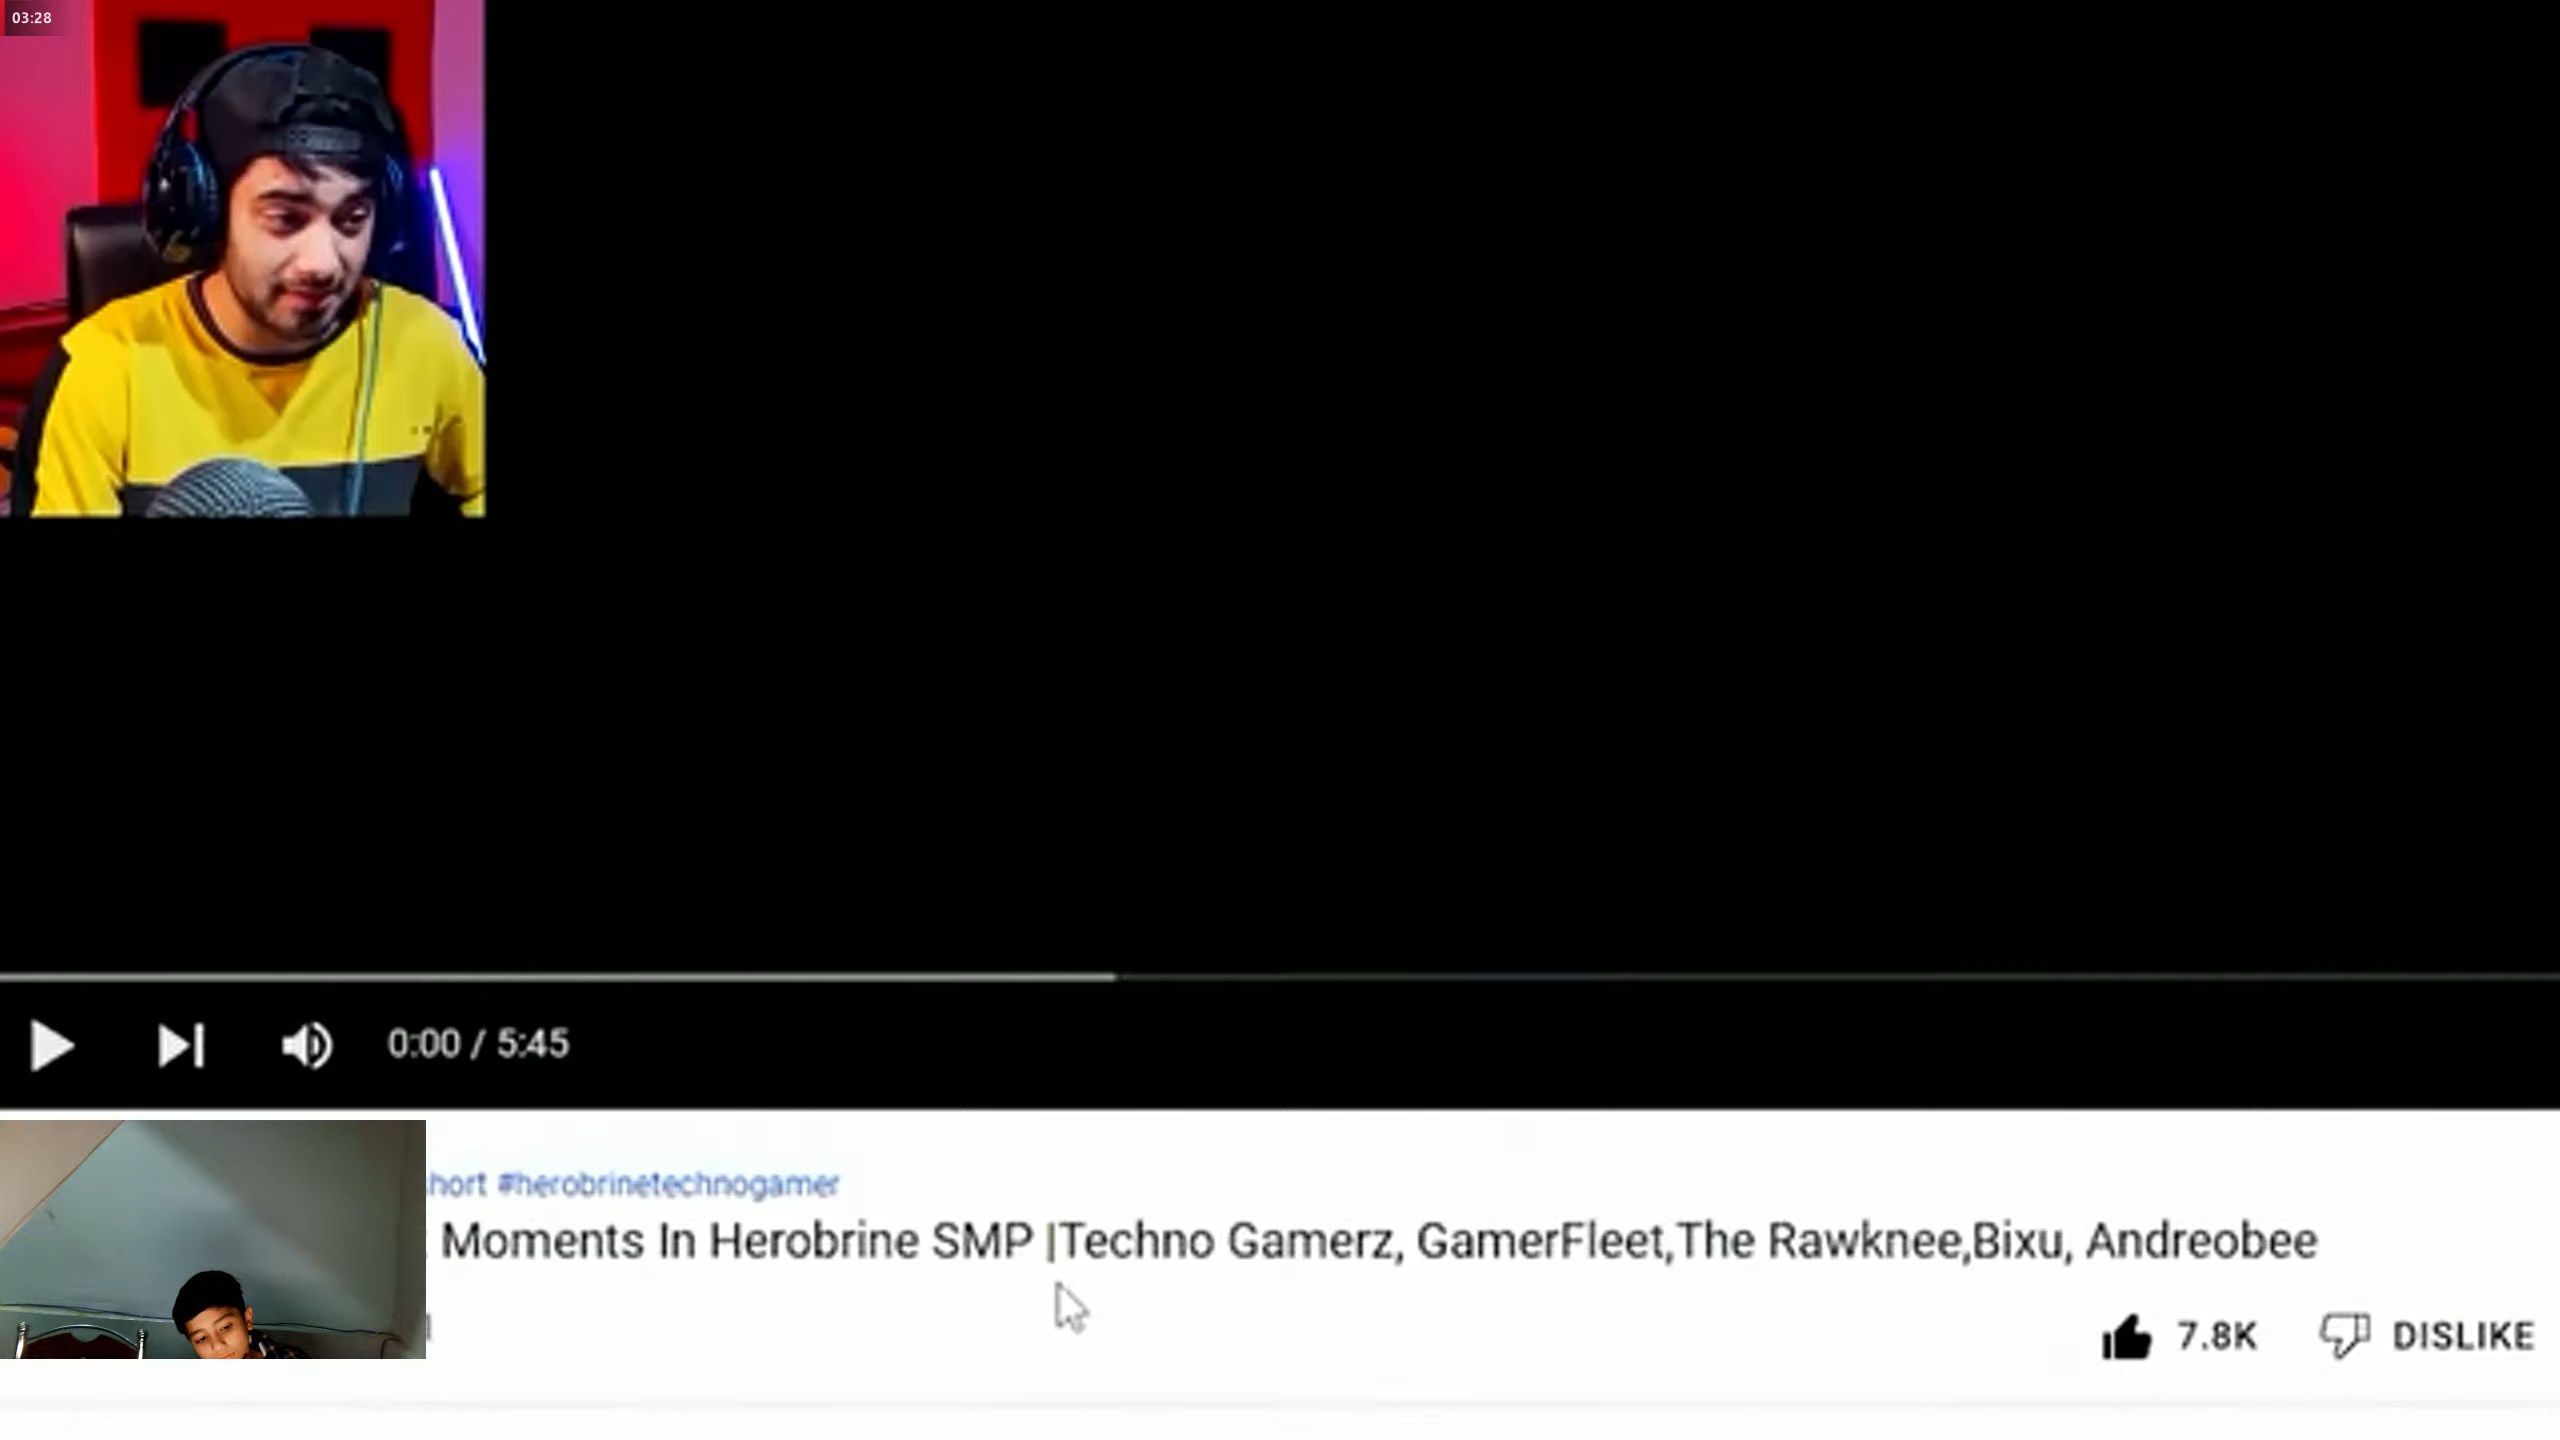 03:28
0:00 / 5:45
hort #herobrinetechnogamer
Moments In Herobrine SMP |Techno Gamerz, GamerFleet,The Rawknee,Bixu, Andreobee
7.8K DISLIKE